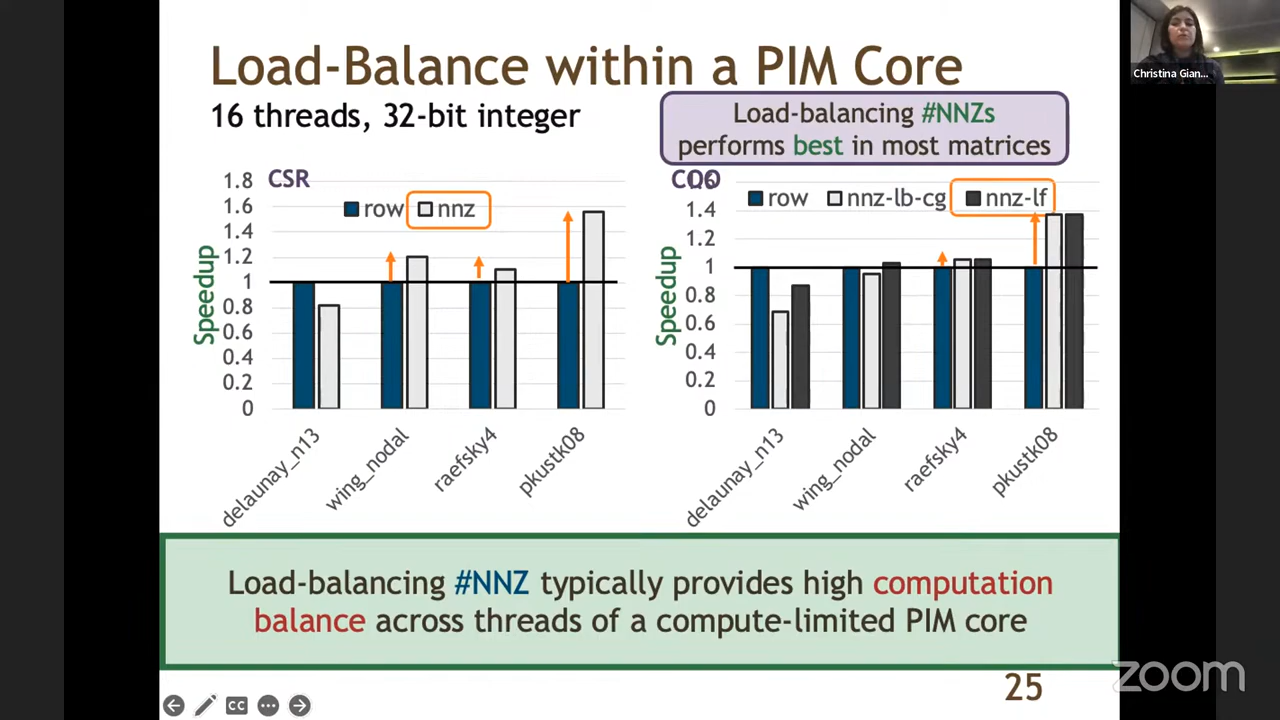 Load-Balance within a PIM Core
16 threads, 32-bit integer
Load-balancing #NNZs
performs best in most matrices
Christina Gian...
CSR
row nnz
Speedup
1.8
1.6
1.4
1.2
1
0.8
0.6
0.4
0.2
0
delaunay_n13
wing_nodal
raefsky4
pkustk08
COO
row nnz-lb-cg nnz-lf
Speedup
1.6
1.4
1.2
1
0.8
0.6
0.4
0.2
0
delaunay_n13
wing_nodal
raefsky4
pkustk08
Load-balancing #NNZ typically provides high computation
balance across threads of a compute-limited PIM core
25
CC
zoom